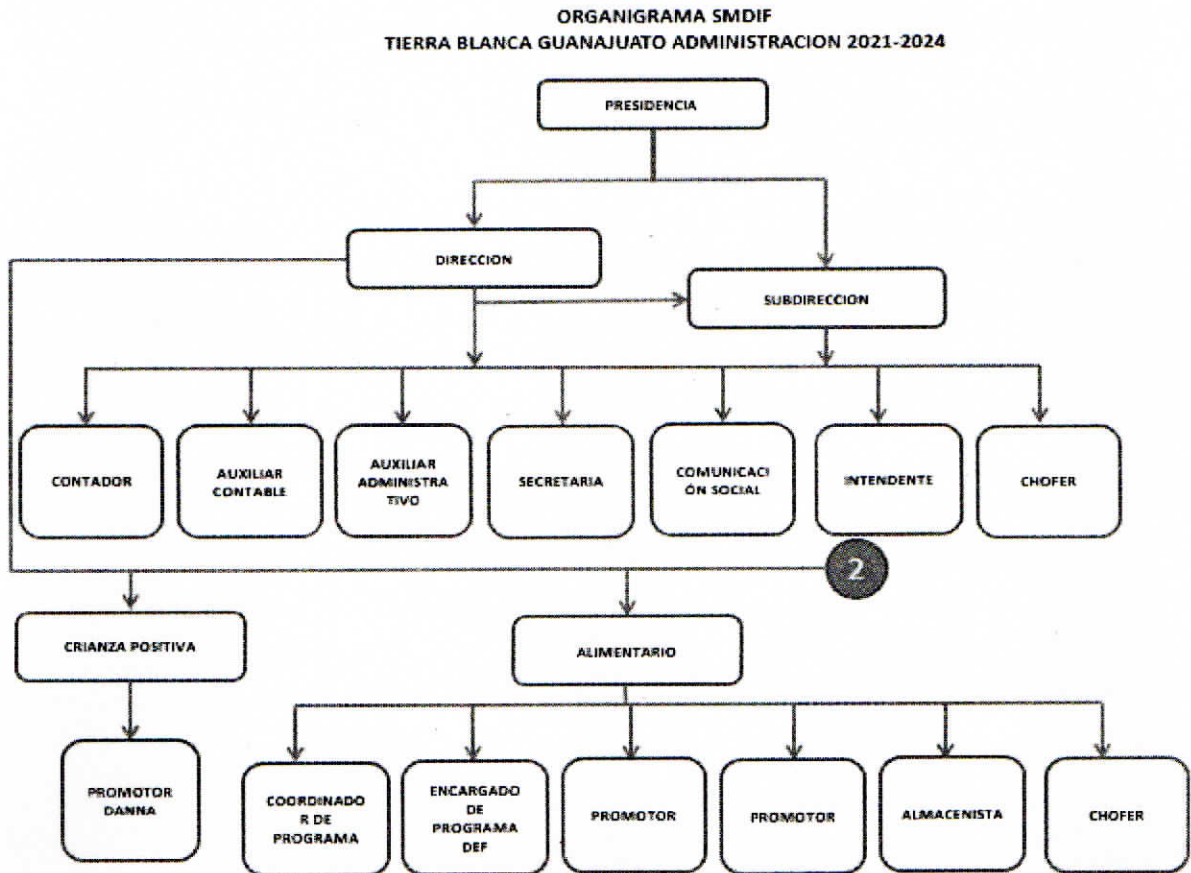 ORGANIGRAMA SMDIF
TIERRA BLANCA GUANAJUATO ADMINISTRACION 2021-2024
PRESIDENCIA
DIRECCION
SUBDIRECCION
CONTADOR
AUXILIAR
CONTABLE
AUXILIAR
ADMINISTRA
TIVO
SECRETARIA
COMUNICACI
ÓN SOCIAL
INTENDENTE
CHOFER
2
CRIANZA POSITIVA
ALIMENTARIO
PROMOTOR
DANNA
COORDINADO
R DE
PROGRAMA
ENCARGADO
DE
PROGRAMA
DEF
PROMOTOR
PROMOTOR
ALMACENISTA
CHOFER